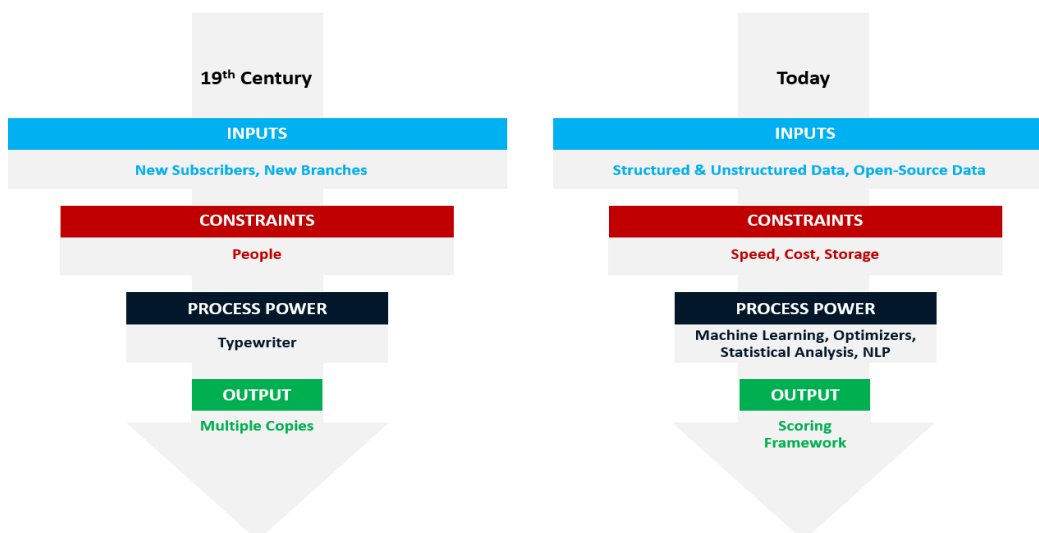 19th Century
INPUTS
New Subscribers, New Branches
CONSTRAINTS
People
PROCESS POWER
Typewriter
OUTPUT
Multiple Copies
Today
INPUTS
Structured & Unstructured Data, Open-Source Data
CONSTRAINTS
Speed, Cost, Storage
PROCESS POWER
Machine Learning, Optimizers,
Statistical Analysis, NLP
OUTPUT
Scoring
Framework